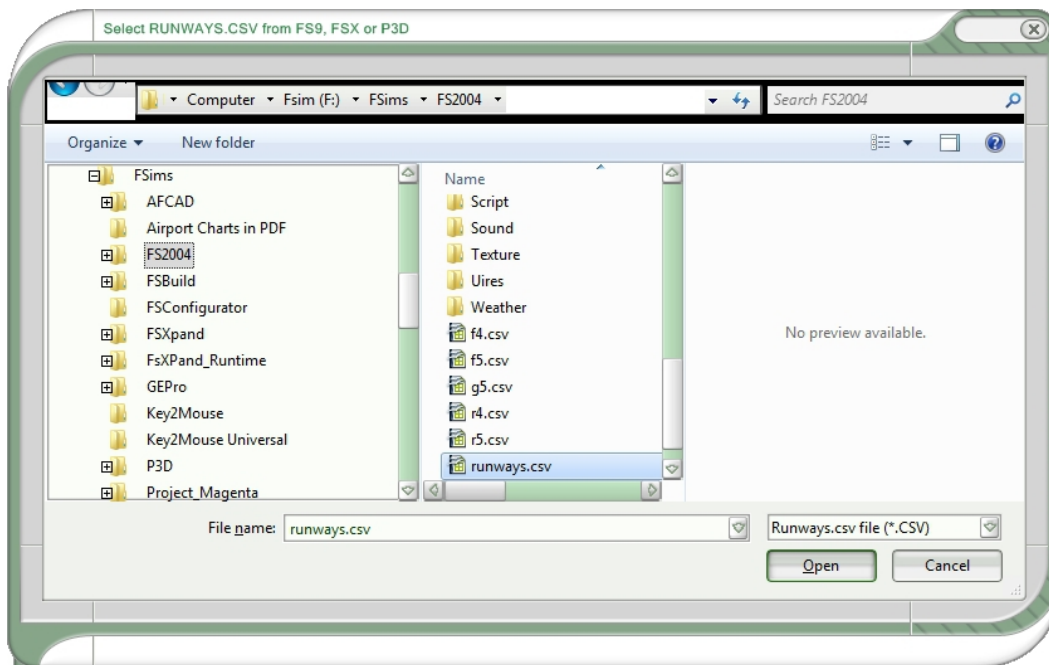 Select RUNWAYS.CSV from FS9, FSX or P3D
Computer Fsim (F:) FSims FS2004
Search FS2004
Organize New folder
FSims
AFCAD
Airport Charts in PDF
FS2004
FSBuild
FSConfigurator
FSXpand
FsXPand_Runtime
GEPro
Key2Mouse
Key2Mouse Universal
P3D
Project_Magenta
Name
Script
Sound
Texture
Uires
Weather
f4.csv
f5.csv
g5.csv
r4.csv
r5.csv
runways.csv
No preview available.
File name: runways.csv
Runways.csv file (*.CSV)
Open Cancel